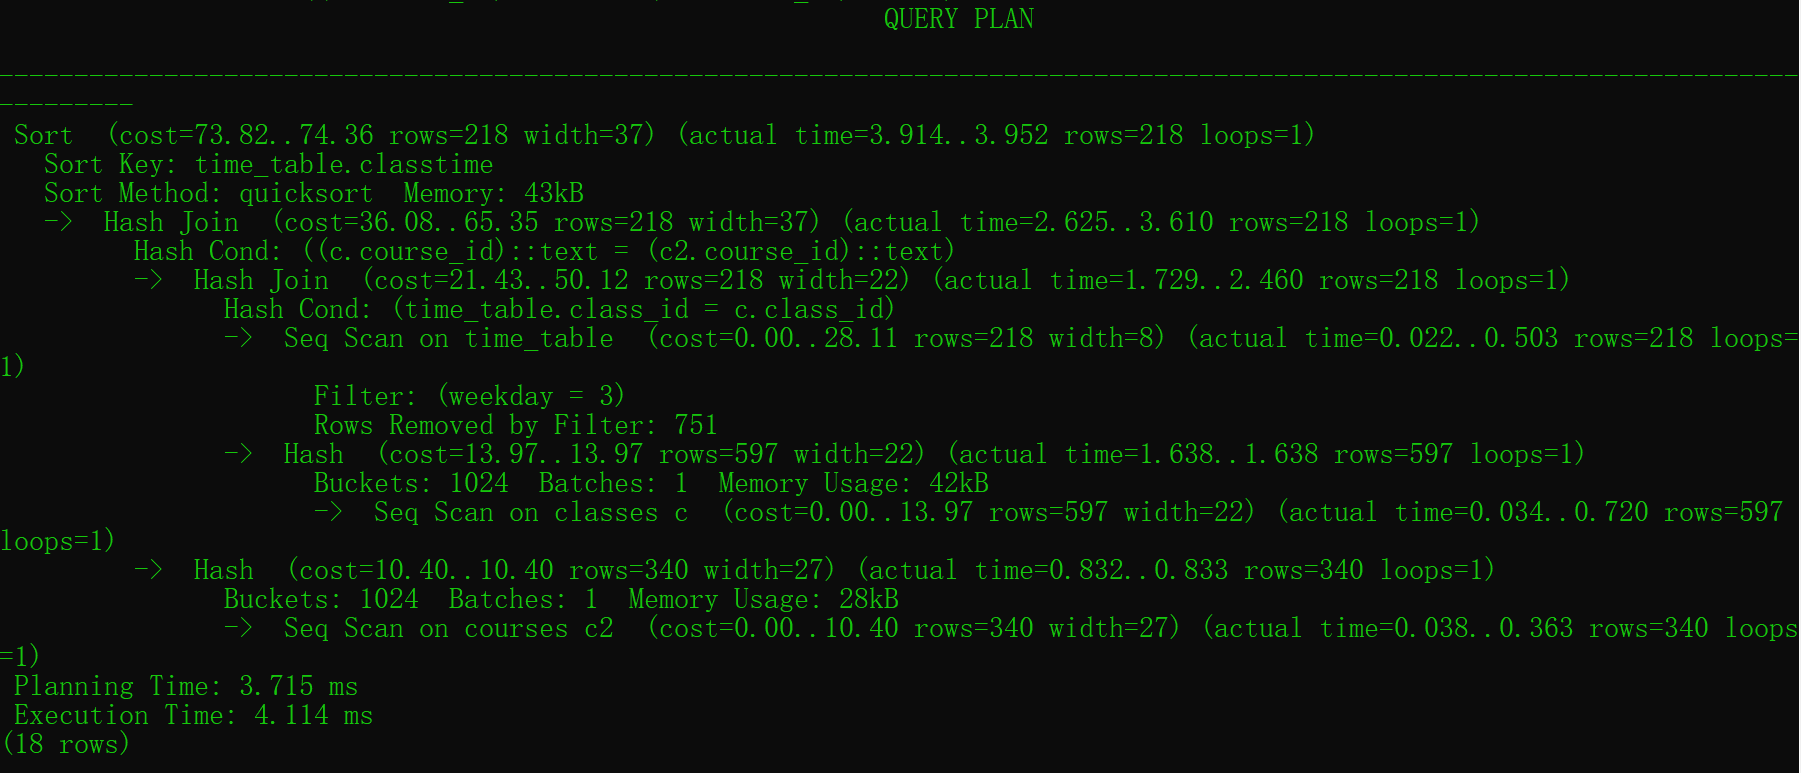 QUERY PLAN
------------------------------------------------------------------------------------------------------------------------
---------
Sort  (cost=73.82..74.36 rows=218 width=37) (actual time=3.914..3.952 rows=218 loops=1)
Sort Key: time_table.classtime
Sort Method: quicksort  Memory: 43kB
->  Hash Join  (cost=36.08..65.35 rows=218 width=37) (actual time=2.625..3.610 rows=218 loops=1)
Hash Cond: ((c.course_id)::text = (c2.course_id)::text)
->  Hash Join  (cost=21.43..50.12 rows=218 width=22) (actual time=1.729..2.460 rows=218 loops=1)
Hash Cond: (time_table.class_id = c.class_id)
->  Seq Scan on time_table  (cost=0.00..28.11 rows=218 width=8) (actual time=0.022..0.503 rows=218 loops=
1)
Filter: (weekday = 3)
Rows Removed by Filter: 751
->  Hash  (cost=13.97..13.97 rows=597 width=22) (actual time=1.638..1.638 rows=597 loops=1)
Buckets: 1024  Batches: 1  Memory Usage: 42kB
->  Seq Scan on classes c  (cost=0.00..13.97 rows=597 width=22) (actual time=0.034..0.720 rows=597
loops=1)
->  Hash  (cost=10.40..10.40 rows=340 width=27) (actual time=0.832..0.833 rows=340 loops=1)
Buckets: 1024  Batches: 1  Memory Usage: 28kB
->  Seq Scan on courses c2  (cost=0.00..10.40 rows=340 width=27) (actual time=0.038..0.363 rows=340 loops
=1)
Planning Time: 3.715 ms
Execution Time: 4.114 ms
(18 rows)